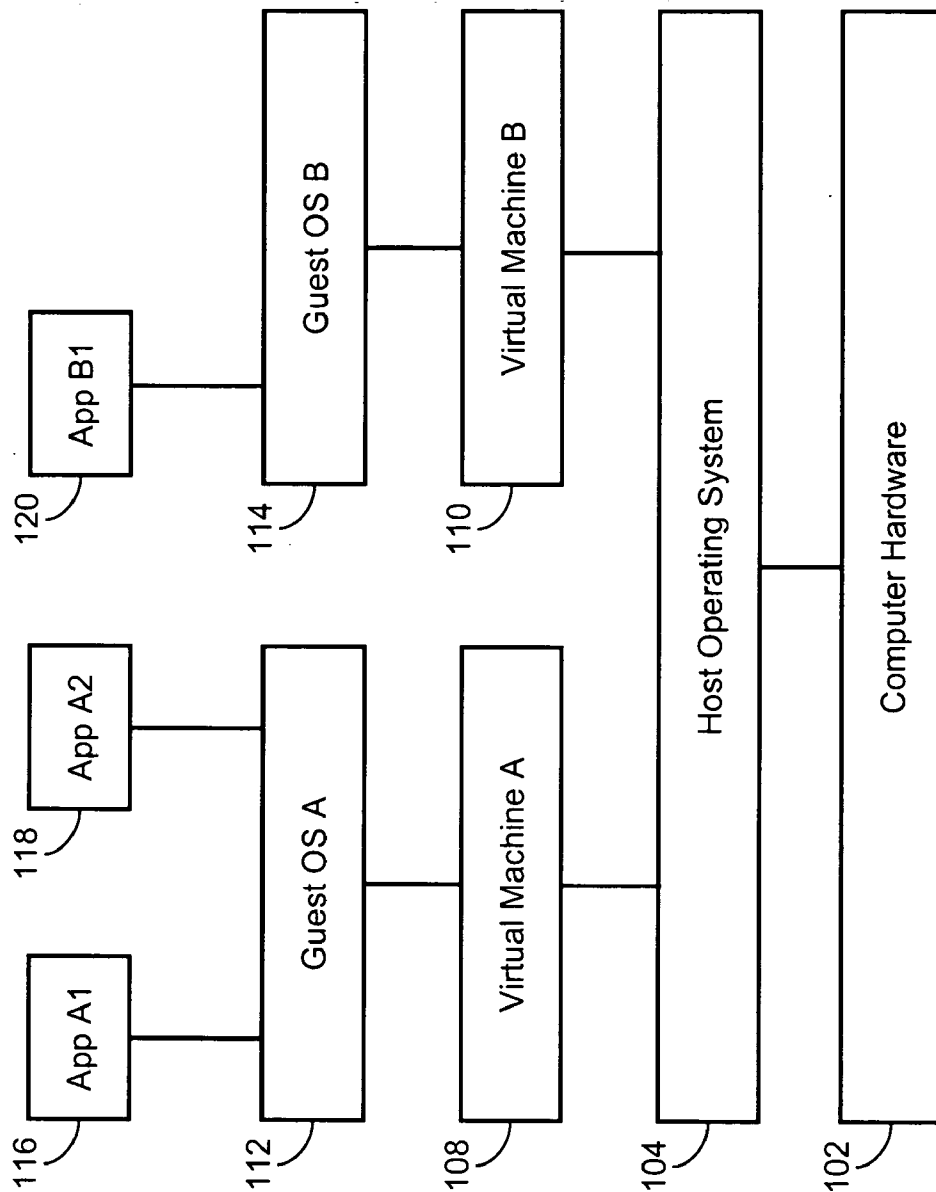 116
App A1
118
App A2
120
App B1
112
Guest OS A
114
Guest OS B
108
Virtual Machine A
110
Virtual Machine B
104
Host Operating System
102
Computer Hardware